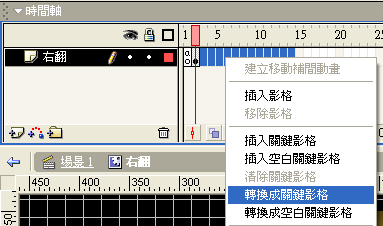 時間軸
1 5 10 15 20 25 30
右翻
建立移動補間動畫
插入影格
移除影格
插入關鍵影格
插入空白關鍵影格
清除關鍵影格
轉換成關鍵影格
轉換成空白關鍵影格
場景 1 右翻
450 400 350 300
50